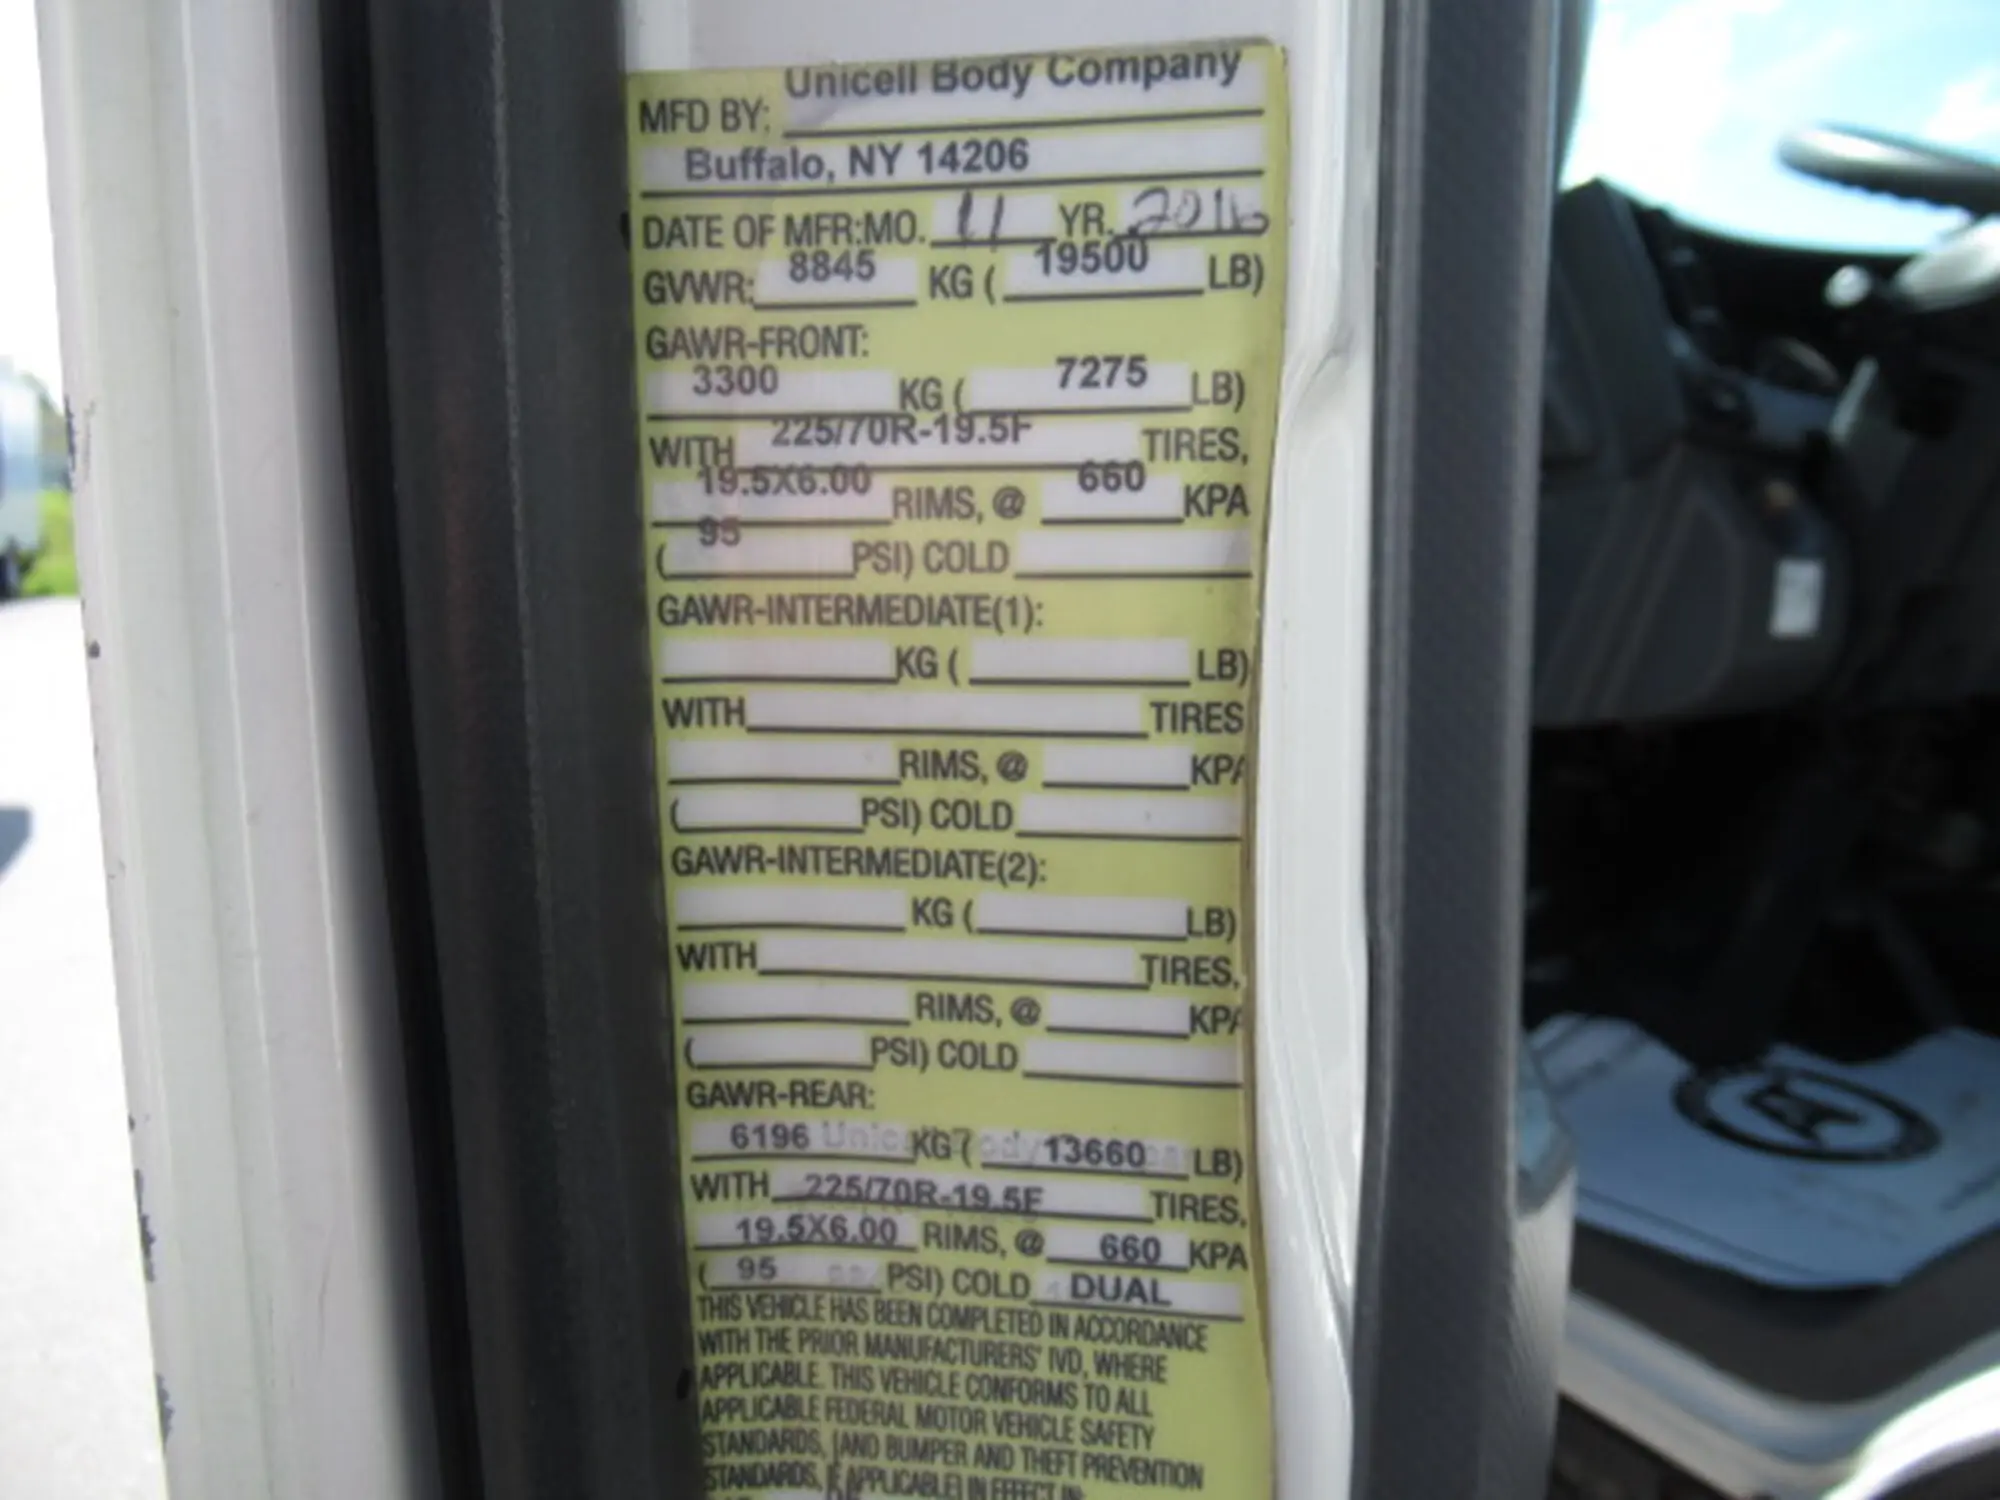 Unicell Body Company
MFD BY:
Buffalo, NY 14206
DATE OF MFR:MO. 11 YR. 2016
GVWR: 8845 KG ( 19500 LB)
GAWR-FRONT:
3300 KG ( 7275 LB)
WITH 225/70R-19.5F TIRES,
19.5X6.00 RIMS, @ 660 KPA
( 95 PSI) COLD
GAWR-INTERMEDIATE(1):
KG ( LB)
WITH TIRES
RIMS, @ KPA
( PSI) COLD
GAWR-INTERMEDIATE(2):
KG ( LB)
WITH TIRES,
RIMS, @ KPA
( PSI) COLD
GAWR-REAR:
6196 KG ( 13660 LB)
WITH 225/70R-19.5F TIRES,
19.5X6.00 RIMS, @ 660 KPA
( 95 PSI) COLD DUAL
THIS VEHICLE HAS BEEN COMPLETED IN ACCORDANCE
WITH THE PRIOR MANUFACTURERS' IVD, WHERE
APPLICABLE. THIS VEHICLE CONFORMS TO ALL
APPLICABLE FEDERAL MOTOR VEHICLE SAFETY
STANDARDS, [AND BUMPER AND THEFT PREVENTION
STANDARDS, IF APPLICABLE] IN EFFECT IN: